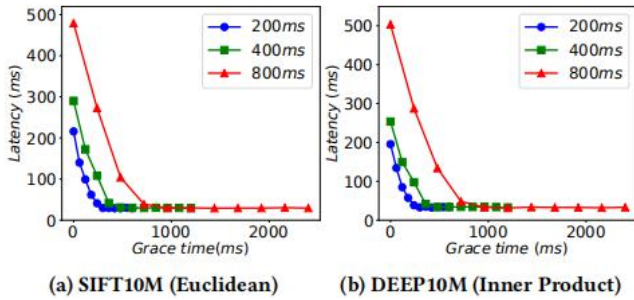 500
400
300
200
100
0
Latency (ms)
200ms
400ms
800ms
0
1000
2000
Grace time(ms)
(a) SIFT10M (Euclidean)
500
400
300
200
100
0
Latency (ms)
200ms
400ms
800ms
0
1000
2000
Grace time (ms)
(b) DEEP10M (Inner Product)